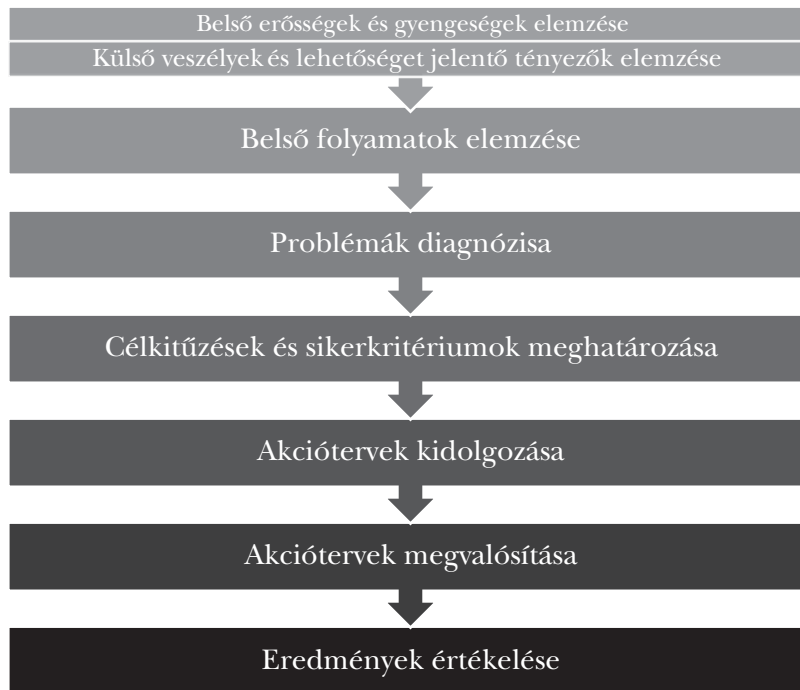 Belső erősségek és gyengeségek elemzése
Külső veszélyek és lehetőséget jelentő tényezők elemzése
Belső folyamatok elemzése
Problémák diagnózisa
Célkitűzések és sikerkritériumok meghatározása
Akciótervek kidolgozása
Akciótervek megvalósítása
Eredmények értékelése